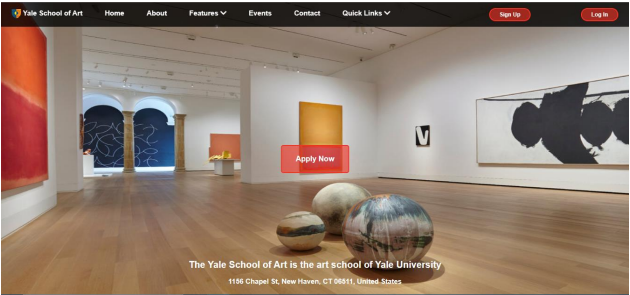 Yale School of Art Home About Features Events Contact Quick Links Sign Up Log In
Apply Now
The Yale School of Art is the art school of Yale University
1156 Chapel St, New Haven, CT 06511, United States